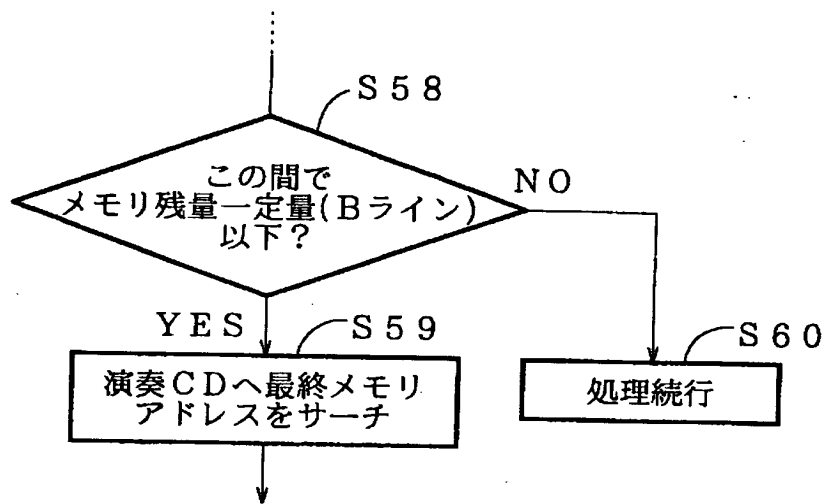 S58
この間で
メモリ残量一定量(Bライン)
以下?
NO
YES
S59
演奏CDへ最終メモリ
アドレスをサーチ
S60
処理続行